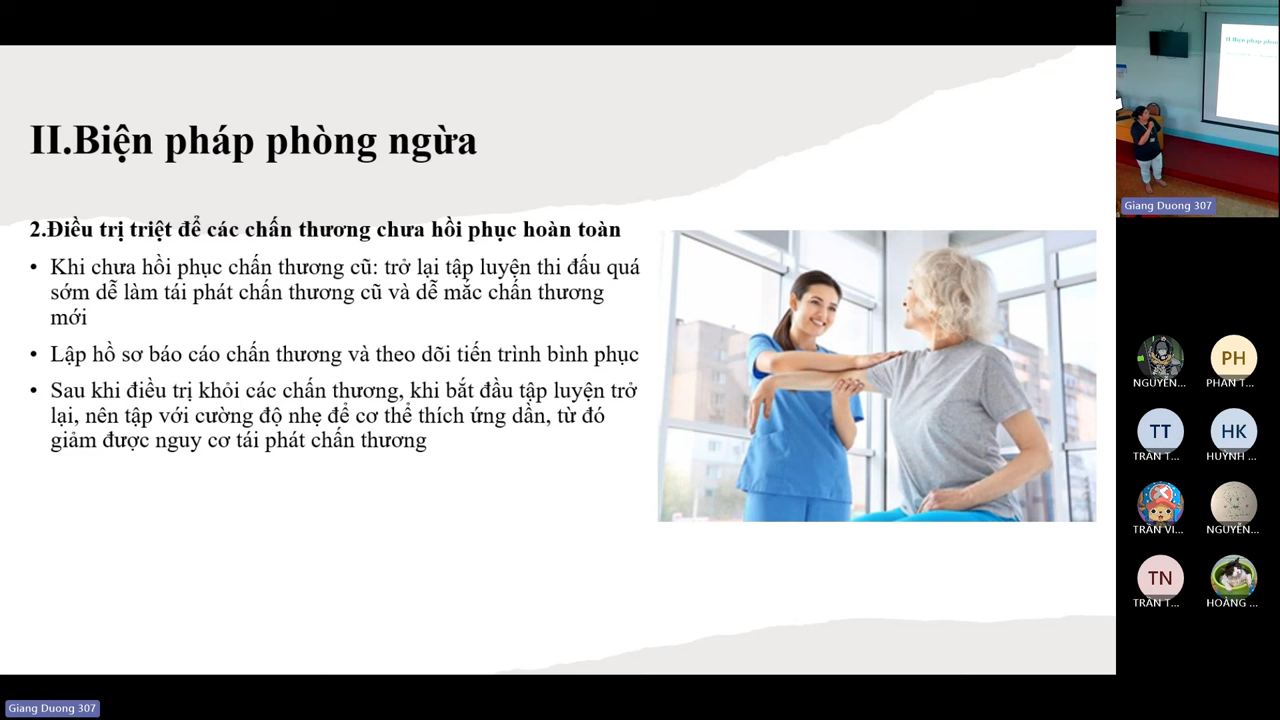 II.Biện pháp phòng ngừa
2.Điều trị triệt để các chấn thương chưa hồi phục hoàn toàn
• Khi chưa hồi phục chấn thương cũ: trở lại tập luyện thi đấu quá
sớm dễ làm tái phát chấn thương cũ và dễ mắc chấn thương
mới
• Lập hồ sơ báo cáo chấn thương và theo dõi tiến trình bình phục
• Sau khi điều trị khỏi các chấn thương, khi bắt đầu tập luyện trở
lại, nên tập với cường độ nhẹ để cơ thể thích ứng dần, từ đó
giảm được nguy cơ tái phát chấn thương
Giang Duong 307
II.Biện pháp phòn
Giang Duong 307
NGUYỄN...
PH
PHAN T...
TT
TRẦN T...
HK
HUỲNH ...
TRẦN VI...
NGUYỄN...
TN
TRẦN T...
HOÀNG ...